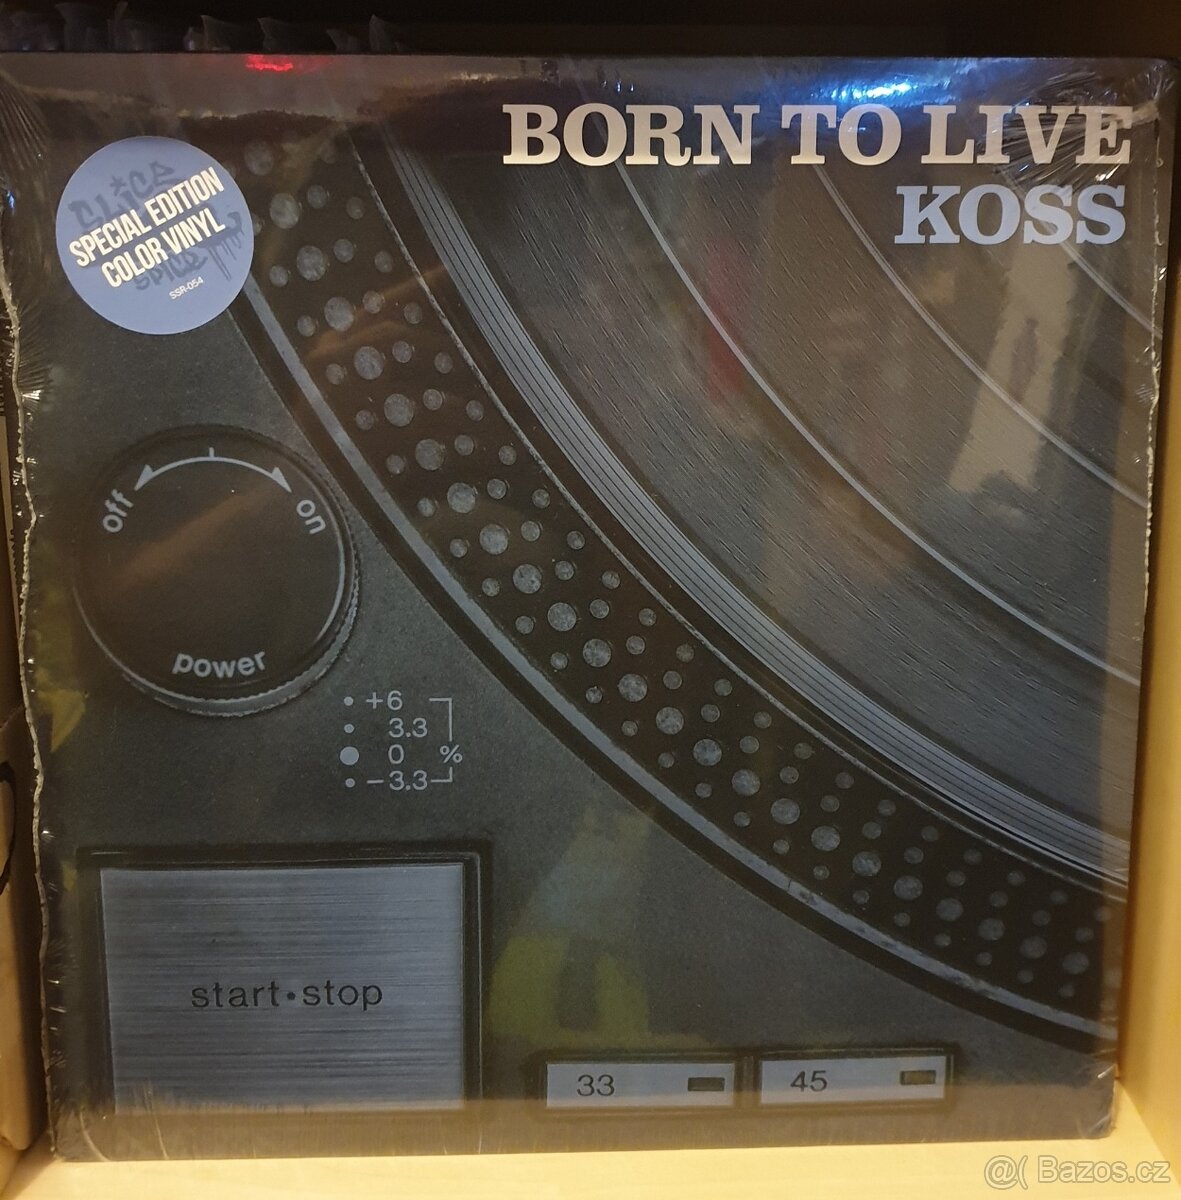 BORN TO LIVE
KOSS
SPECIAL EDITION
COLOR VINYL
SSR-054
off
on
power
+6
3.3
0 %
-3.3
start·stop
33
45
@( Bazos.cz